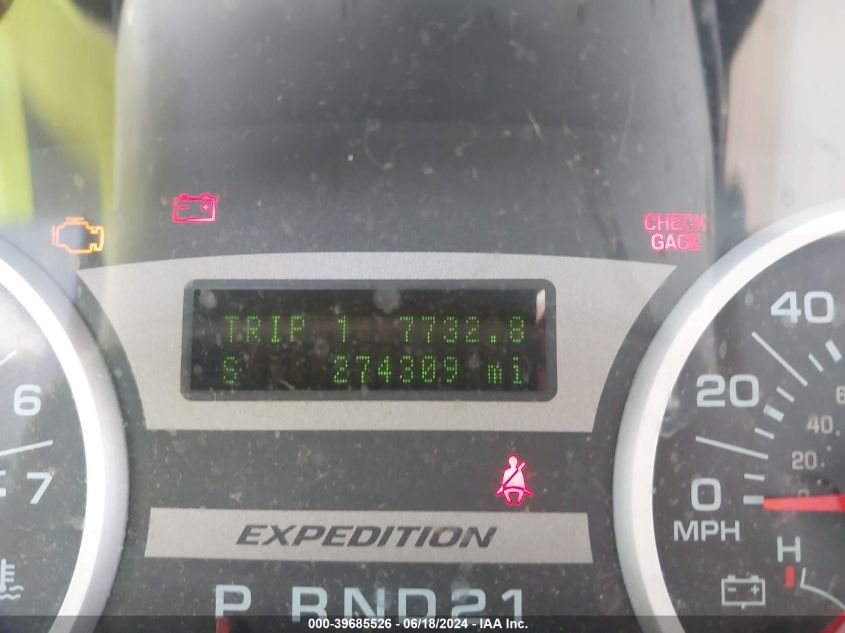 CHECK
GAGE
TRIP 1 7732.8
S 274309 mi
6
7
40
20
0
MPH
40
20
H
EXPEDITION
P RND21
000-39685526 - 06/18/2024 - IAA Inc.